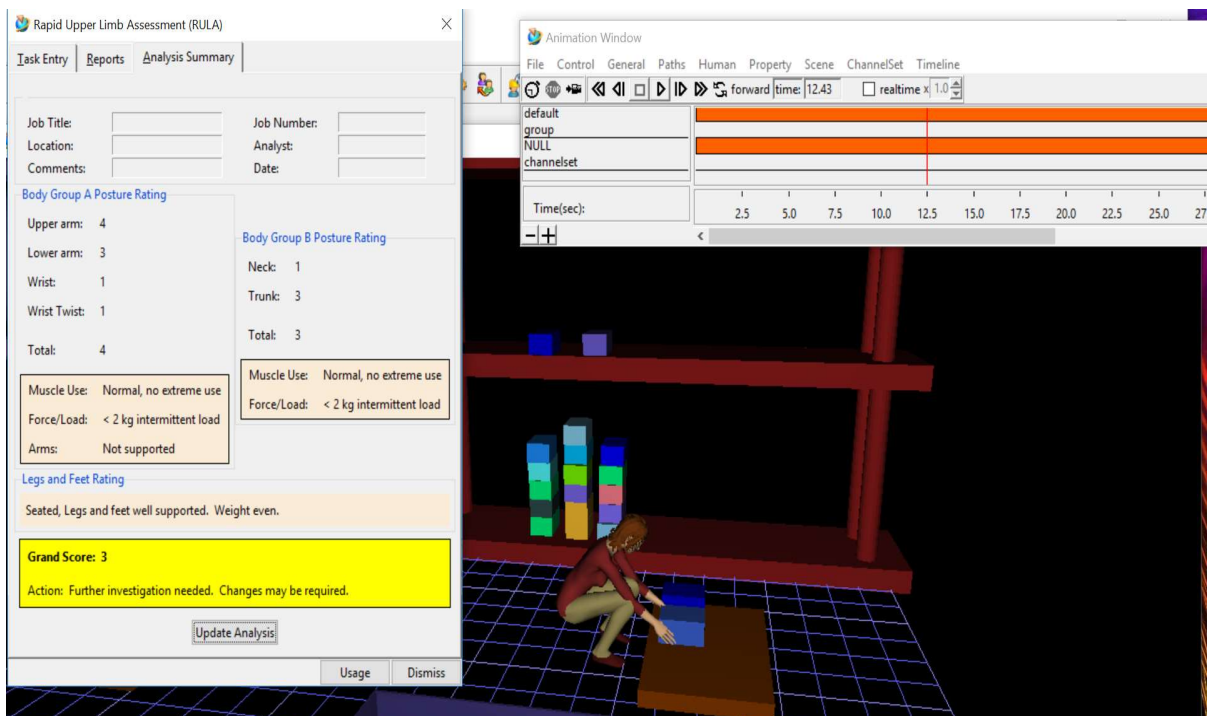 Rapid Upper Limb Assessment (RULA)
Task Entry Reports Analysis Summary
Job Title: Job Number:
Location: Analyst:
Comments: Date:
Body Group A Posture Rating
Upper arm: 4
Lower arm: 3
Wrist: 1
Wrist Twist: 1
Total: 4
Muscle Use: Normal, no extreme use
Force/Load: < 2 kg intermittent load
Arms: Not supported
Body Group B Posture Rating
Neck: 1
Trunk: 3
Total: 3
Muscle Use: Normal, no extreme use
Force/Load: < 2 kg intermittent load
Legs and Feet Rating
Seated, Legs and feet well supported. Weight even.
Grand Score: 3
Action: Further investigation needed. Changes may be required.
Update Analysis
Usage Dismiss
Animation Window
File Control General Paths Human Property Scene ChannelSet Timeline
STOP forward time: 12.43 realtime x 1.0
default
group
NULL
channelset
Time(sec): 2.5 5.0 7.5 10.0 12.5 15.0 17.5 20.0 22.5 25.0 27